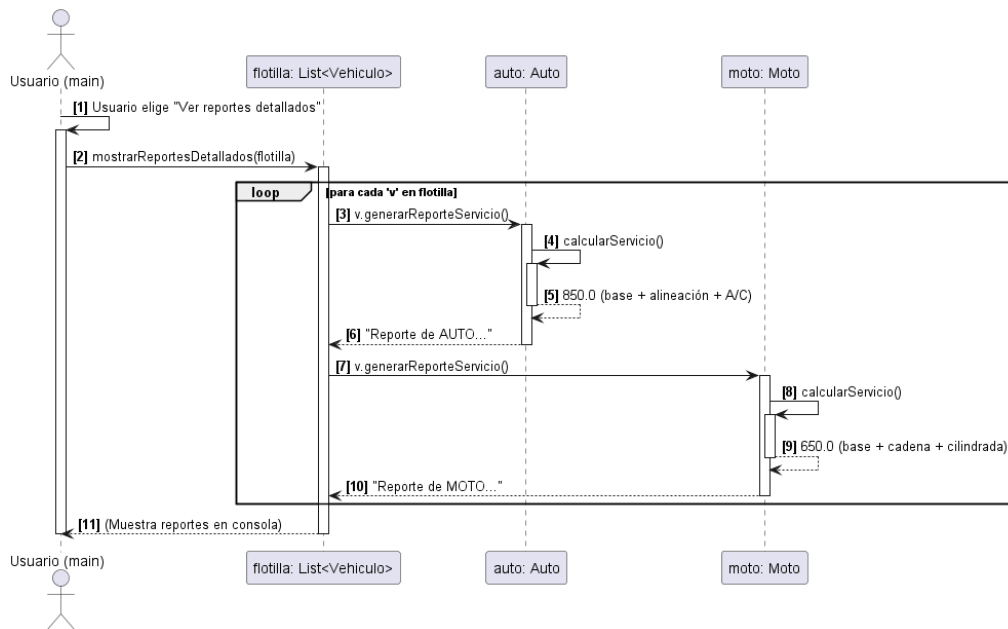 Usuario (main)
flotilla: List<Vehiculo>
auto: Auto
moto: Moto
[1] Usuario elige "Ver reportes detallados"
[2] mostrarReportesDetallados(flotilla)
loop
[para cada 'v' en flotilla]
[3] v.generarReporteServicio()
[4] calcularServicio()
[5] 850.0 (base + alineación + A/C)
[6] "Reporte de AUTO..."
[7] v.generarReporteServicio()
[8] calcularServicio()
[9] 650.0 (base + cadena + cilindrada)
[10] "Reporte de MOTO..."
[11] (Muestra reportes en consola)
Usuario (main)
flotilla: List<Vehiculo>
auto: Auto
moto: Moto